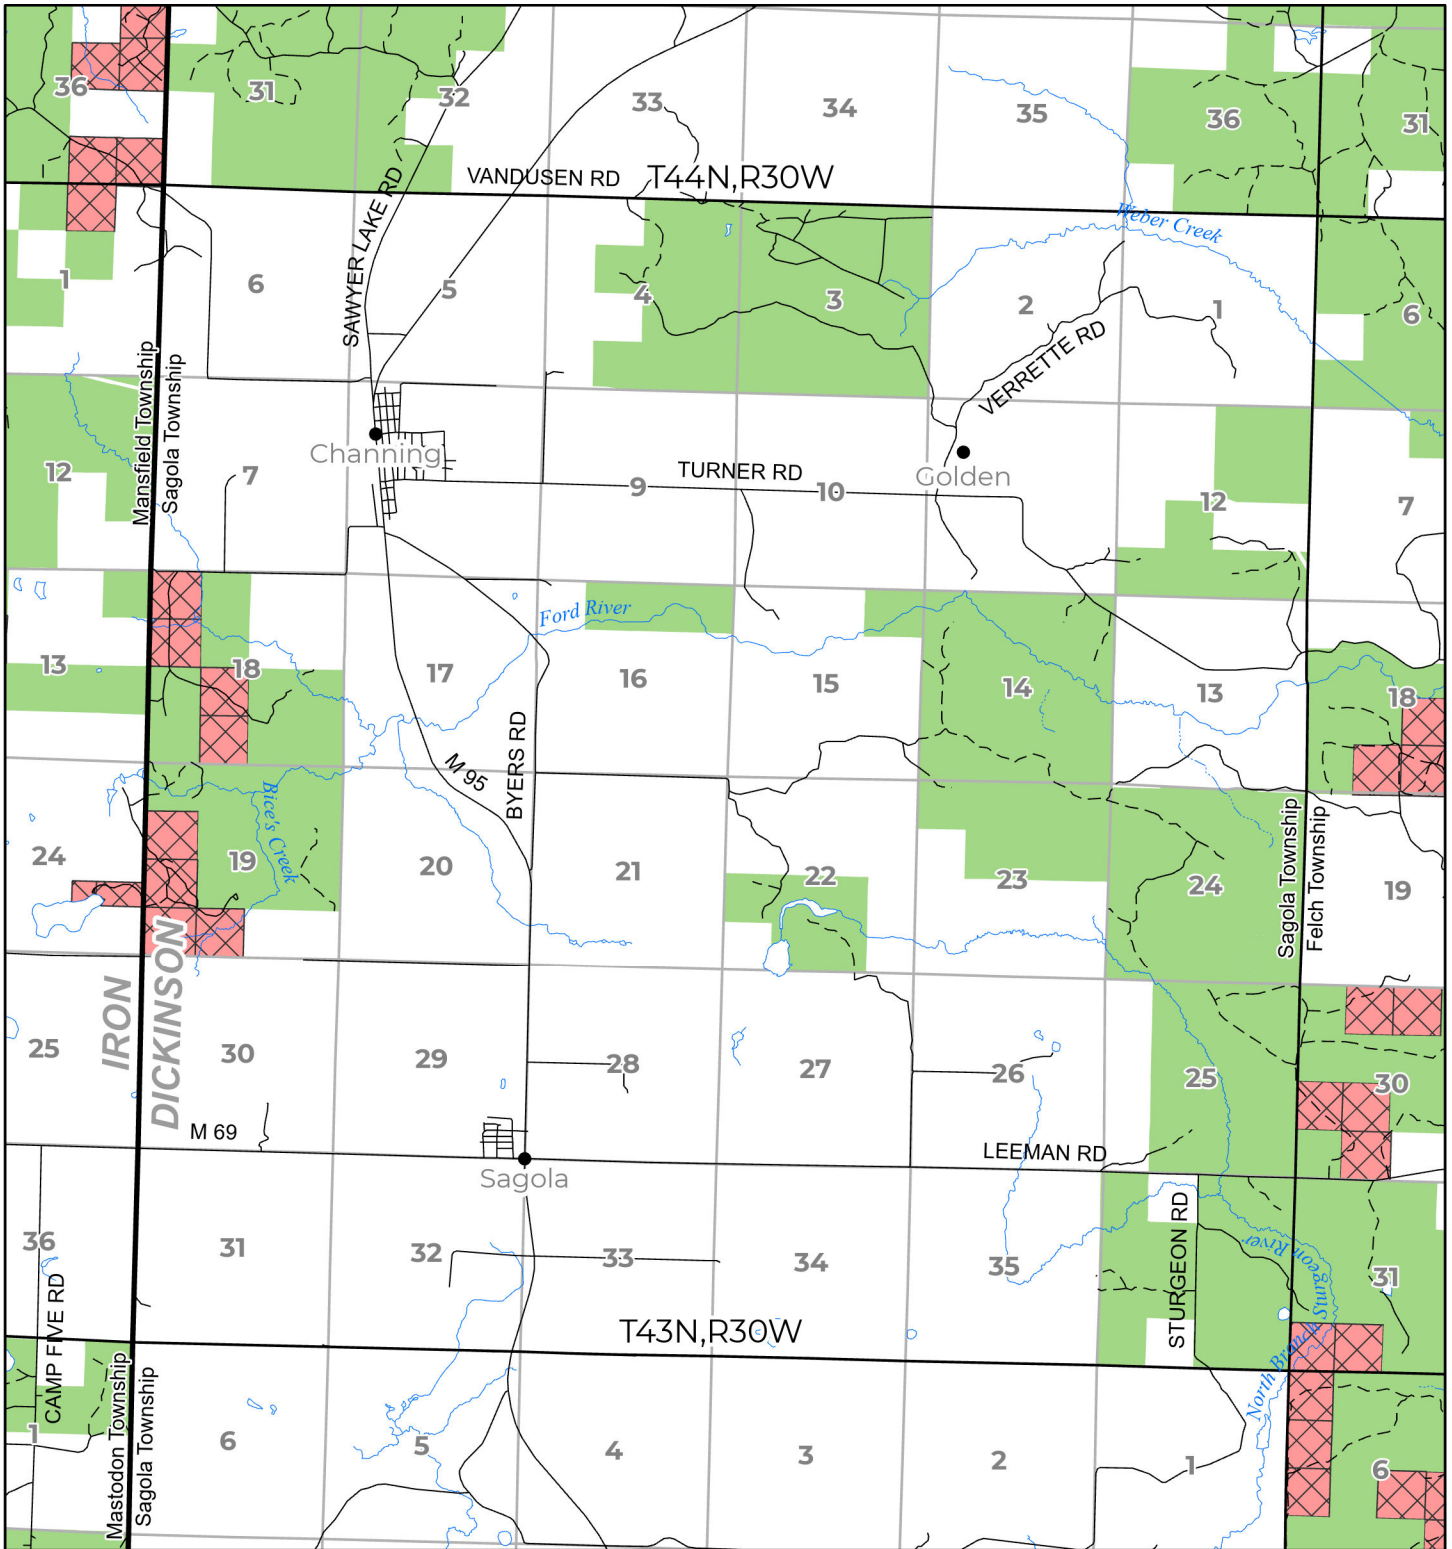 36
31
32
33
34
35
36
31
VANDUSEN RD
T44N,R30W
SAWYER LAKE RD
Weber Creek
1
6
5
4
3
2
1
6
VERRETTE RD
Mansfield Township
Sagola Township
Channing
Golden
12
7
9
TURNER RD
10
12
7
Ford River
13
18
17
16
15
14
13
18
M 95
BYERS RD
Bice's Creek
24
19
20
21
22
23
24
19
Sagola Township
Felch Township
IRON
DICKINSON
25
30
29
28
27
26
25
30
M 69
LEEMAN RD
Sagola
36
31
32
33
34
35
31
STURGEON RD
North Branch Sturgeon River
CAMP FIVE RD
T43N,R30W
Mastodon Township
Sagola Township
1
6
5
4
3
2
1
6